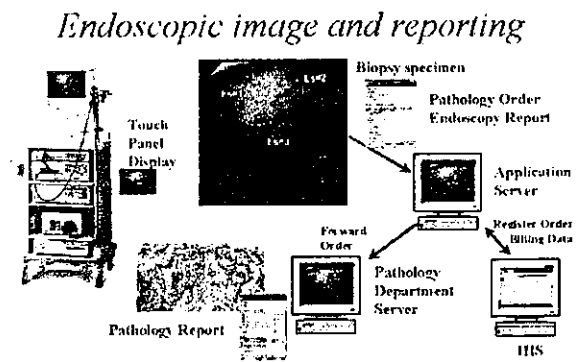 Endoscopic image and reporting
Biopsy specimen
Pathology Order
Endoscopy Report
Touch
Panel
Display
Application
Server
Forward
Order
Register Order
Billing Data
Pathology
Department
Server
Pathology Report